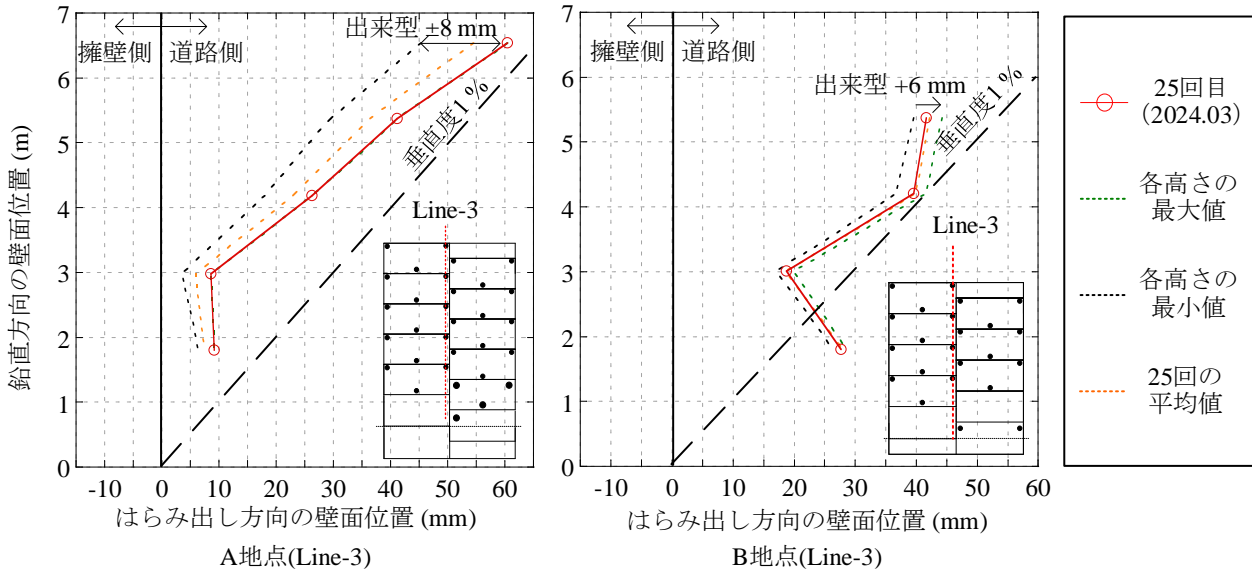 7
6
5
4
3
2
1
0
鉛直方向の壁面位置 (m)
擁壁側
道路側
出来型 ±8 mm
垂直度1％
Line-3
-10
0
10
20
30
40
50
60
はらみ出し方向の壁面位置 (mm)
A地点(Line-3)
7
6
5
4
3
2
1
0
擁壁側
道路側
出来型 +6 mm
垂直度1％
Line-3
-10
0
10
20
30
40
50
60
はらみ出し方向の壁面位置 (mm)
B地点(Line-3)
25回目
(2024.03)
各高さの
最大値
各高さの
最小値
25回の
平均値